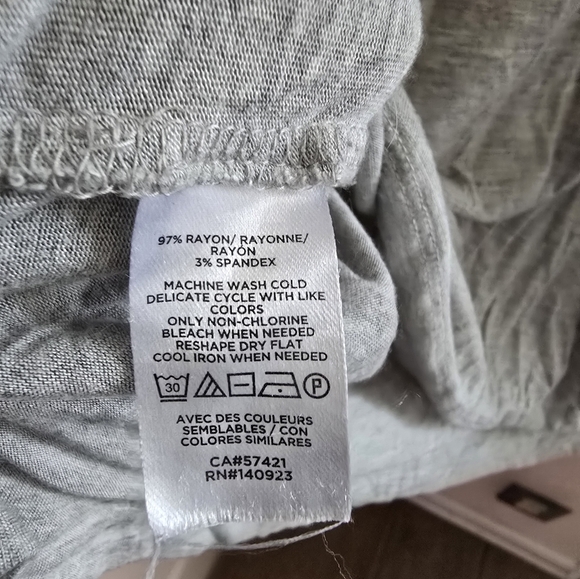 97% RAYON/ RAYONNE/
RAYÓN
3% SPANDEX
MACHINE WASH COLD
DELICATE CYCLE WITH LIKE
COLORS
ONLY NON-CHLORINE
BLEACH WHEN NEEDED
RESHAPE DRY FLAT
COOL IRON WHEN NEEDED
30 P
AVEC DES COULEURS
SEMBLABLES / CON
COLORES SIMILARES
CA#57421
RN#140923